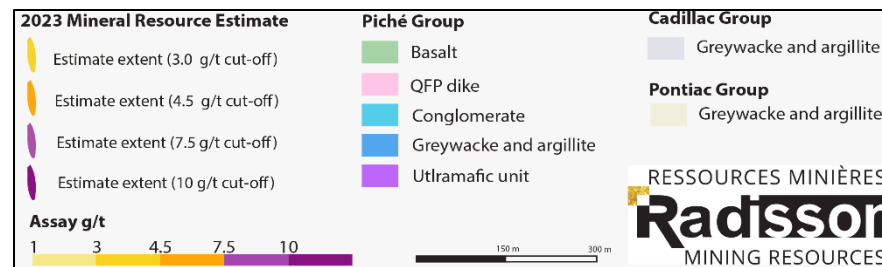 2023 Mineral Resource Estimate
Estimate extent (3.0 g/t cut-off)
Estimate extent (4.5 g/t cut-off)
Estimate extent (7.5 g/t cut-off)
Estimate extent (10 g/t cut-off)
Assay g/t
1 3 4.5 7.5 10
Piché Group
Basalt
QFP dike
Conglomerate
Greywacke and argillite
Utlramafic unit
150 m 300 m
Cadillac Group
Greywacke and argillite
Pontiac Group
Greywacke and argillite
RESSOURCES MINIÈRES
Radisson
MINING RESOURCES